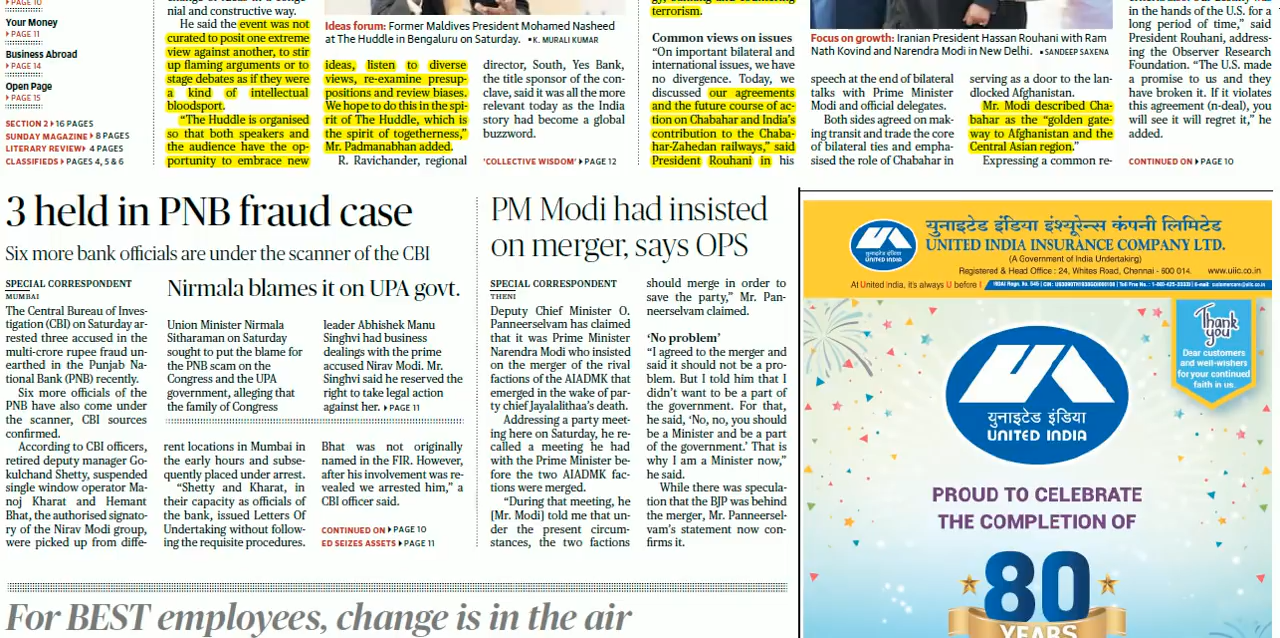 PAGE 10
Your Money
PAGE 11
Business Abroad
PAGE 14
Open Page
PAGE 15
SECTION 2 16 PAGES
SUNDAY MAGAZINE 8 PAGES
LITERARY REVIEW 4 PAGES
CLASSIFIEDS PAGES 4, 5 & 6
nial and constructive way.
He said the event was not
curated to posit one extreme
view against another, to stir
up flaming arguments or to
stage debates as if they were
a kind of intellectual
bloodsport.
"The Huddle is organised
so that both speakers and
the audience have the op-
portunity to embrace new
Ideas forum: Former Maldives President Mohamed Nasheed
at The Huddle in Bengaluru on Saturday. K. MURALI KUMAR
ideas, listen to diverse
views, re-examine presup-
positions and review biases.
We hope to do this in the spi-
rit of The Huddle, which is
the spirit of togetherness,"
Mr. Padmanabhan added.
R. Ravichander, regional
director, South, Yes Bank,
the title sponsor of the con-
clave, said it was all the more
relevant today as the India
story had become a global
buzzword.
'COLLECTIVE WISDOM' PAGE 12
terrorism.
Common views on issues
"On important bilateral and
international issues, we have
no divergence. Today, we
discussed our agreements
and the future course of ac-
tion on Chabahar and India's
contribution to the Chaba-
har-Zahedan railways," said
President Rouhani in his
Focus on growth: Iranian President Hassan Rouhani with Ram
Nath Kovind and Narendra Modi in New Delhi. SANDEEP SAXENA
speech at the end of bilateral
talks with Prime Minister
Modi and official delegates.
Both sides agreed on mak-
ing transit and trade the core
of bilateral ties and empha-
sised the role of Chabahar in
serving as a door to the lan-
dlocked Afghanistan.
Mr. Modi described Cha-
bahar as the "golden gate-
way to Afghanistan and the
Central Asian region."
Expressing a common re-
in the hands of the U.S. for a
long period of time," said
President Rouhani, address-
ing the Observer Research
Foundation. "The U.S. made
a promise to us and they
have broken it. If it violates
this agreement (n-deal), you
will see it will regret it," he
added.
CONTINUED ON PAGE 10
3 held in PNB fraud case
Six more bank officials are under the scanner of the CBI
SPECIAL CORRESPONDENT
MUMBAI
The Central Bureau of Inves-
tigation (CBI) on Saturday ar-
rested three accused in the
multi-crore rupee fraud un-
earthed in the Punjab Na-
tional Bank (PNB) recently.
Six more officials of the
PNB have also come under
the scanner, CBI sources
confirmed.
According to CBI officers,
retired deputy manager Go-
kulchand Shetty, suspended
single window operator Ma-
noj Kharat and Hemant
Bhat, the authorised signato-
ry of the Nirav Modi group,
were picked up from diffe-
Nirmala blames it on UPA govt.
Union Minister Nirmala
Sitharaman on Saturday
sought to put the blame for
the PNB scam on the
Congress and the UPA
government, alleging that
the family of Congress
leader Abhishek Manu
Singhvi had business
dealings with the prime
accused Nirav Modi. Mr.
Singhvi said he reserved the
right to take legal action
against her. PAGE 11
rent locations in Mumbai in
the early hours and subse-
quently placed under arrest.
"Shetty and Kharat, in
their capacity as officials of
the bank, issued Letters Of
Undertaking without follow-
ing the requisite procedures.
Bhat was not originally
named in the FIR. However,
after his involvement was re-
vealed we arrested him," a
CBI officer said.
CONTINUED ON PAGE 10
ED SEIZES ASSETS PAGE 11
PM Modi had insisted
on merger, says OPS
SPECIAL CORRESPONDENT
THENI
Deputy Chief Minister O.
Panneerselvam has claimed
that it was Prime Minister
Narendra Modi who insisted
on the merger of the rival
factions of the AIADMK that
emerged in the wake of par-
ty chief Jayalalithaa's death.
Addressing a party meet-
ing here on Saturday, he re-
called a meeting he had
with the Prime Minister be-
fore the two AIADMK fac-
tions were merged.
"During that meeting, he
[Mr. Modi] told me that un-
der the present circum-
stances, the two factions
should merge in order to
save the party," Mr. Pan-
neerselvam claimed.
'No problem'
"I agreed to the merger and
said it should not be a pro-
blem. But I told him that I
didn't want to be a part of
the government. For that,
he said, 'No, no, you should
be a Minister and be a part
of the government.' That is
why I am a Minister now,"
he said.
While there was specula-
tion that the BJP was behind
the merger, Mr. Panneersel-
vam's statement now con-
firms it.
युनाइटेड इंडिया इंश्योरेन्स कंपनी लिमिटेड
UNITED INDIA INSURANCE COMPANY LTD.
(A Government of India Undertaking)
Registered & Head Office : 24, Whites Road, Chennai - 600 014. www.uiic.co.in
At United india, it's always U before I
युनाइटेड इंडिया
UNITED INDIA
Thank
you
Dear customers
and well-wishers
for your continued
faith in us.
युनाइटेड इंडिया
UNITED INDIA
PROUD TO CELEBRATE
THE COMPLETION OF
80
YEARS
For BEST employees, change is in the air